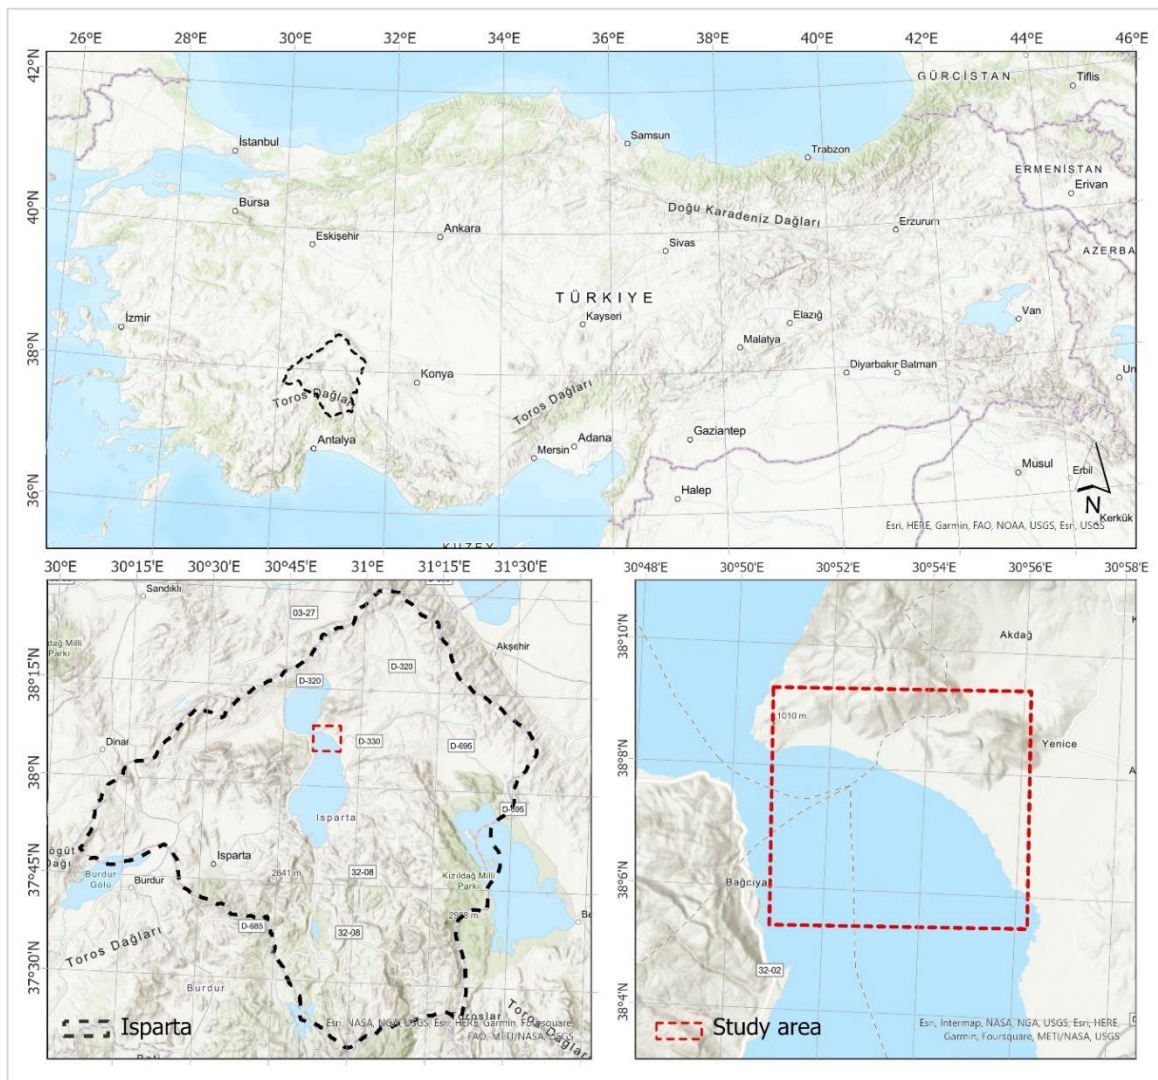 26°E 28°E 30°E 32°E 34°E 36°E 38°E 40°E 42°E 44°E 46°E
42°N
40°N
38°N
36°N
GÜRCİSTAN
Tiflis
İstanbul
Samsun
Trabzon
ERMENİSTAN
Erivan
Bursa
Doğu Karadeniz Dağları
Eskişehir
Ankara
Sivas
Erzurum
AZERBA
TÜRKİYE
İzmir
Kayseri
Elazığ
Van
Malatya
Konya
Diyarbakır Batman
Uru
Toros Dağları
Toros Dağları
Antalya
Mersin
Adana
Gaziantep
Musul
Erbil
Halep
N
Kerkük
Esri, HERE, Garmin, FAO, NOAA, USGS, Esri, USGS
KUZEY
30°E 30°15'E 30°30'E 30°45'E 31°E 31°15'E 31°30'E
38°15'N
38°N
37°45'N
37°30'N
Sandıklı
03-27
dağ Milli
Parkı
Akşehir
D-320
D-320
Dinar
D-330
D-695
D-695
Isparta
Isparta
Burdur
Gölü
Burdur
2641 m
32-08
Kızıldağ Milli
Parkı
D-685
32-08
Toros Dağları
Burdur
Toros Dağları
Isparta
Esri, NASA, NGA, USGS, Esri, HERE, Garmin, Foursquare,
FAO, METI/NASA, USGS
30°48'E 30°50'E 30°52'E 30°54'E 30°56'E 30°58'E
38°10'N
38°8'N
38°6'N
38°4'N
Akdağ
1010 m
Yenice
Bağcıya
32-02
Study area
Esri, Intermap, NASA, NGA, USGS, Esri, HERE,
Garmin, Foursquare, METI/NASA, USGS